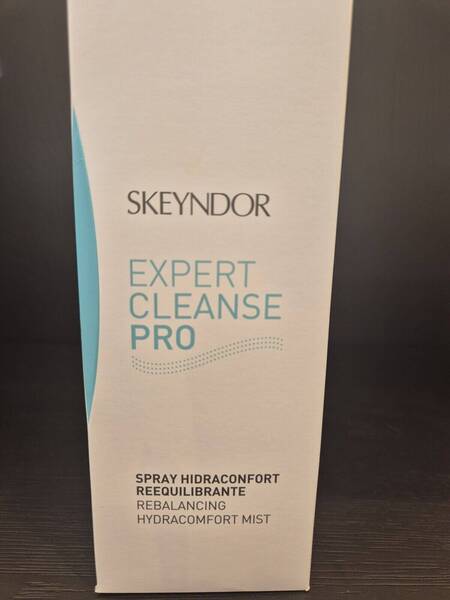 SKEYNDOR
EXPERT
CLEANSE
PRO
SPRAY HIDRACONFORT
REEQUILIBRANTE
REBALANCING
HYDRACOMFORT MIST